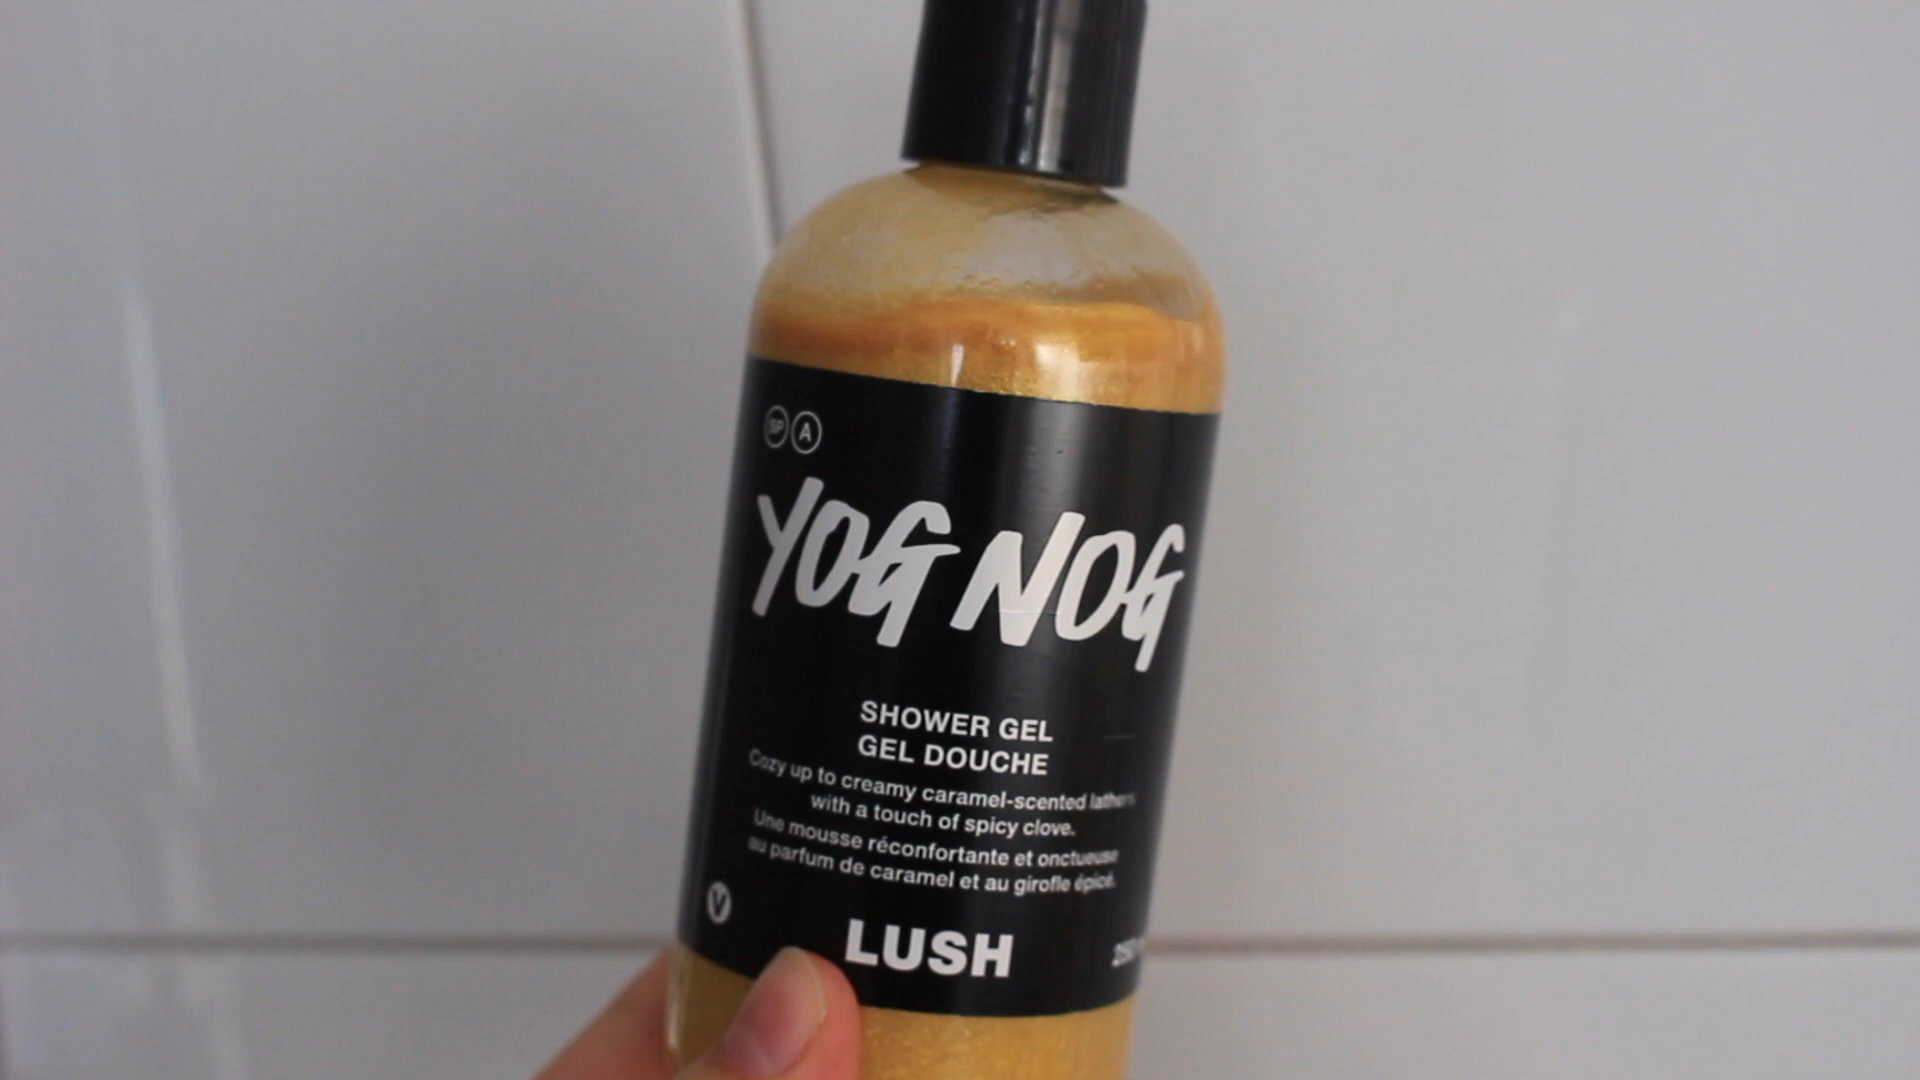 SP A
YOG NOG
SHOWER GEL
GEL DOUCHE
Cozy up to creamy caramel-scented lathers
with a touch of spicy clove.
Une mousse réconfortante et onctueuse
au parfum de caramel et au girofle épicé.
V
LUSH
250